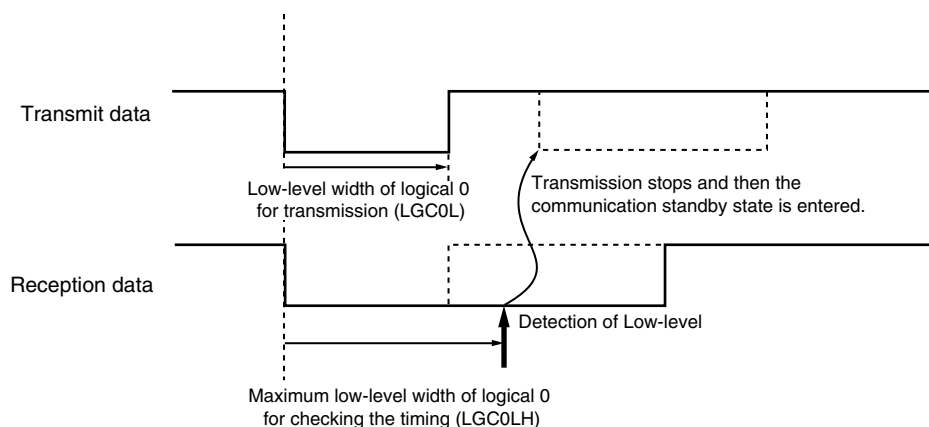 Transmit data
Low-level width of logical 0
for transmission (LGC0L)
Transmission stops and then the
communication standby state is entered.
Reception data
Detection of Low-level
Maximum low-level width of logical 0
for checking the timing (LGC0LH)